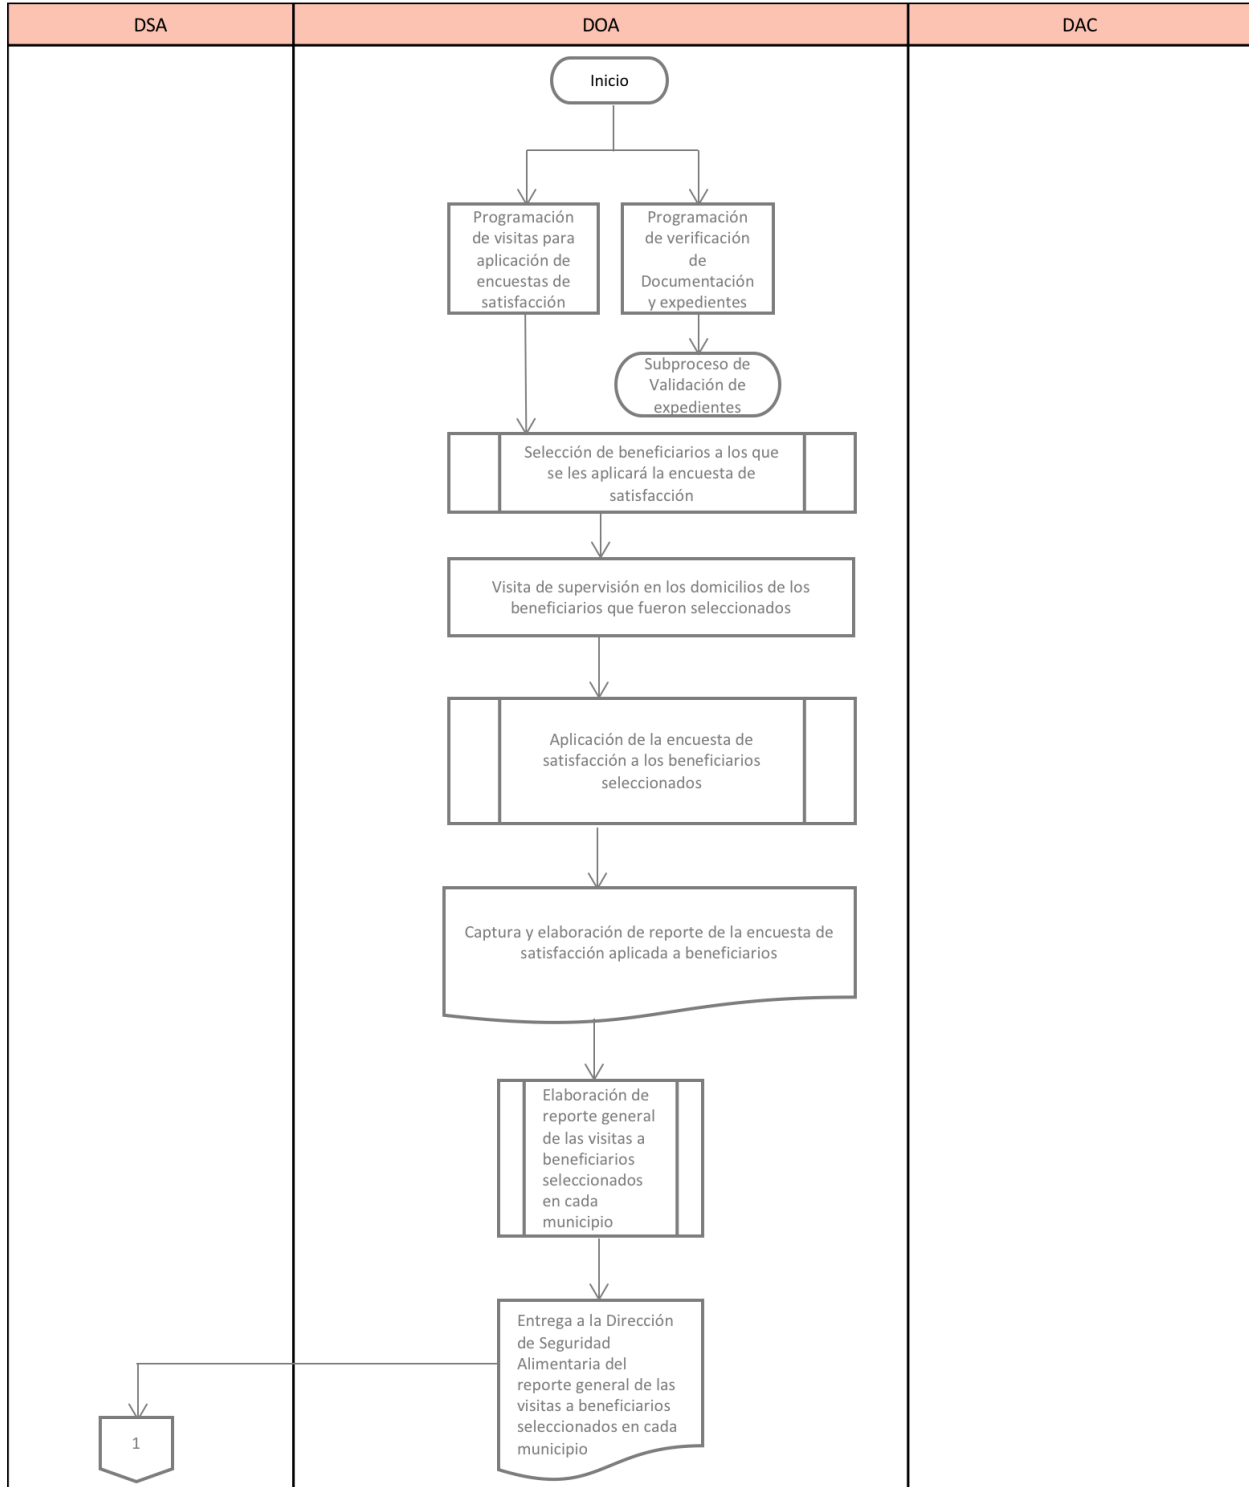 DSA
DOA
DAC
Inicio
Programación
de visitas para
aplicación de
encuestas de
satisfacción
Programación
de verificación
de
Documentación
y expedientes
Subproceso de
Validación de
expedientes
Selección de beneficiarios a los que
se les aplicará la encuesta de
satisfacción
Visita de supervisión en los domicilios de los
beneficiarios que fueron seleccionados
Aplicación de la encuesta de
satisfacción a los beneficiarios
seleccionados
Captura y elaboración de reporte de la encuesta de
satisfacción aplicada a beneficiarios
Elaboración de
reporte general
de las visitas a
beneficiarios
seleccionados
en cada
municipio
Entrega a la Dirección
de Seguridad
Alimentaria del
reporte general de las
visitas a beneficiarios
seleccionados en cada
municipio
1